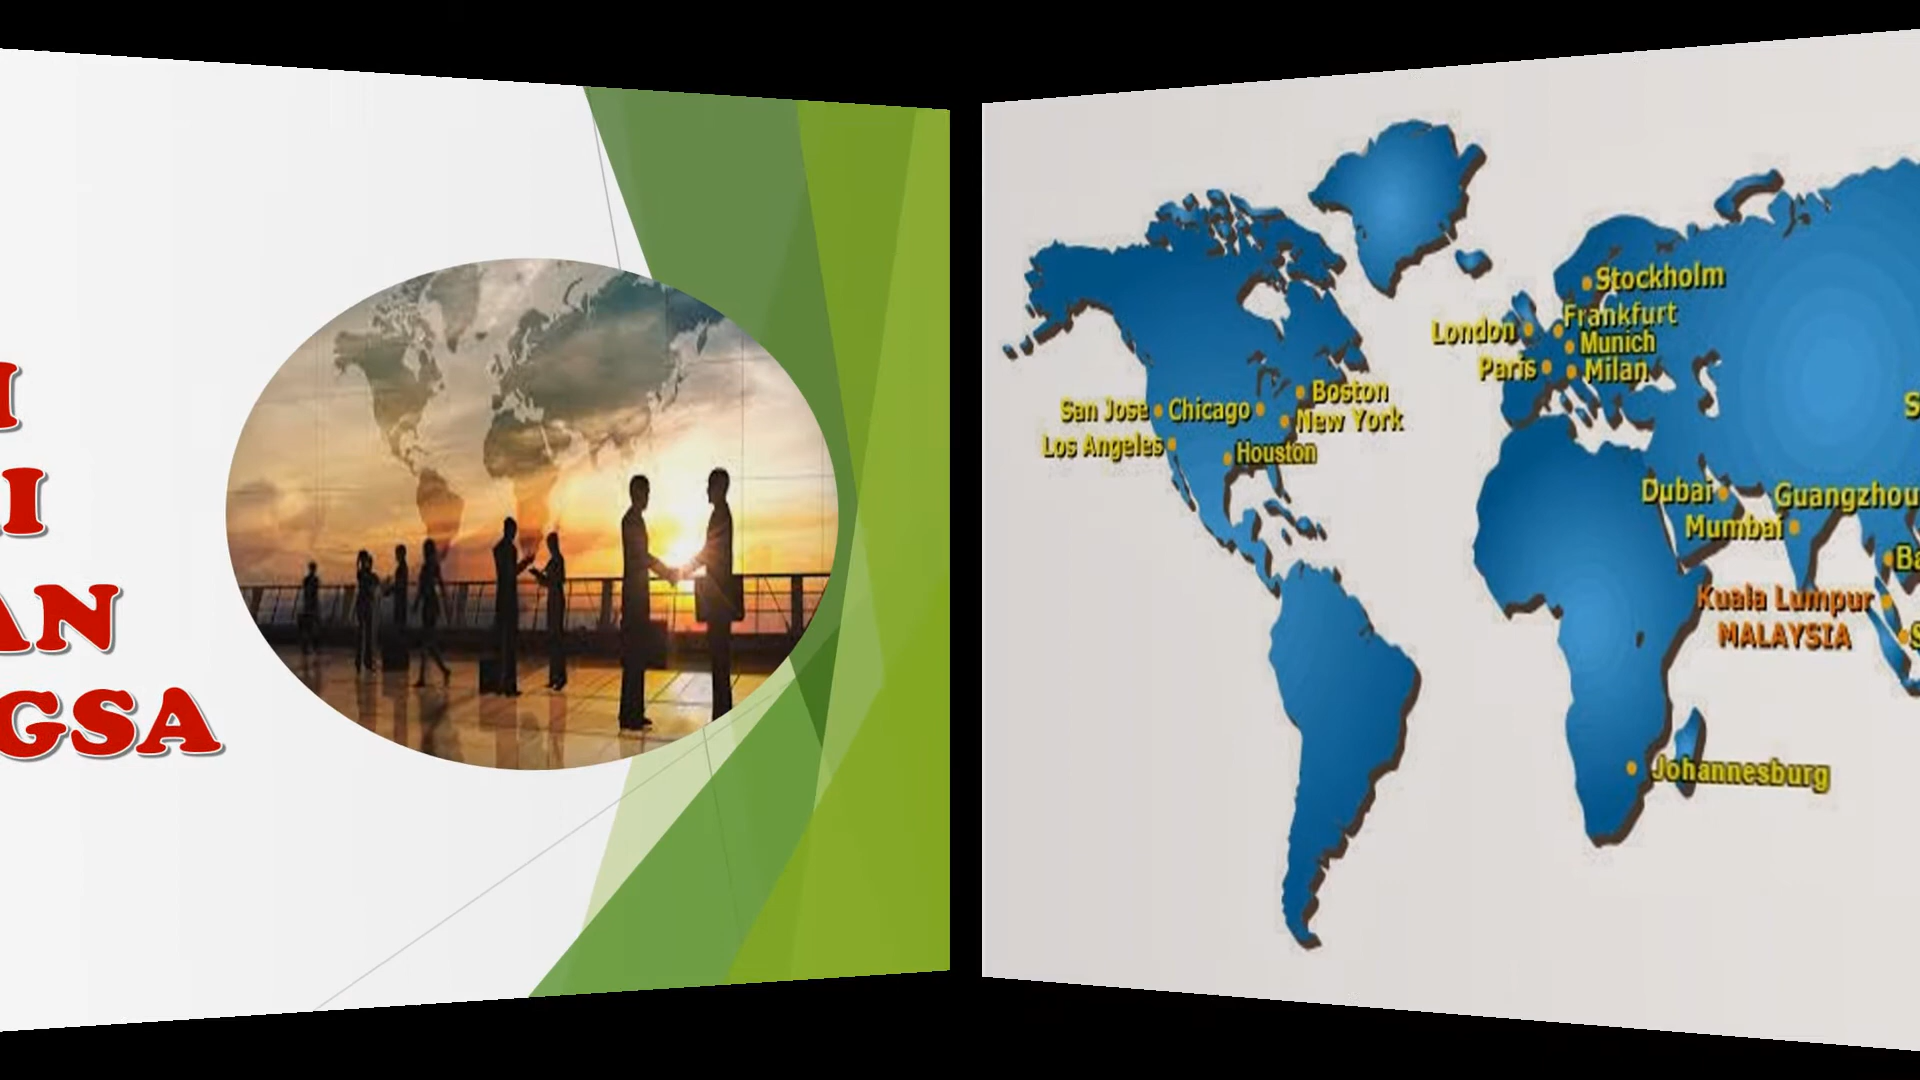 GSA
Stockholm
Frankfurt
London
Munich
Paris
Milan
Boston
San Jose
Chicago
New York
Los Angeles
Houston
Dubai
Guangzhou
Mumbai
Kuala Lumpur
MALAYSIA
Johannesburg